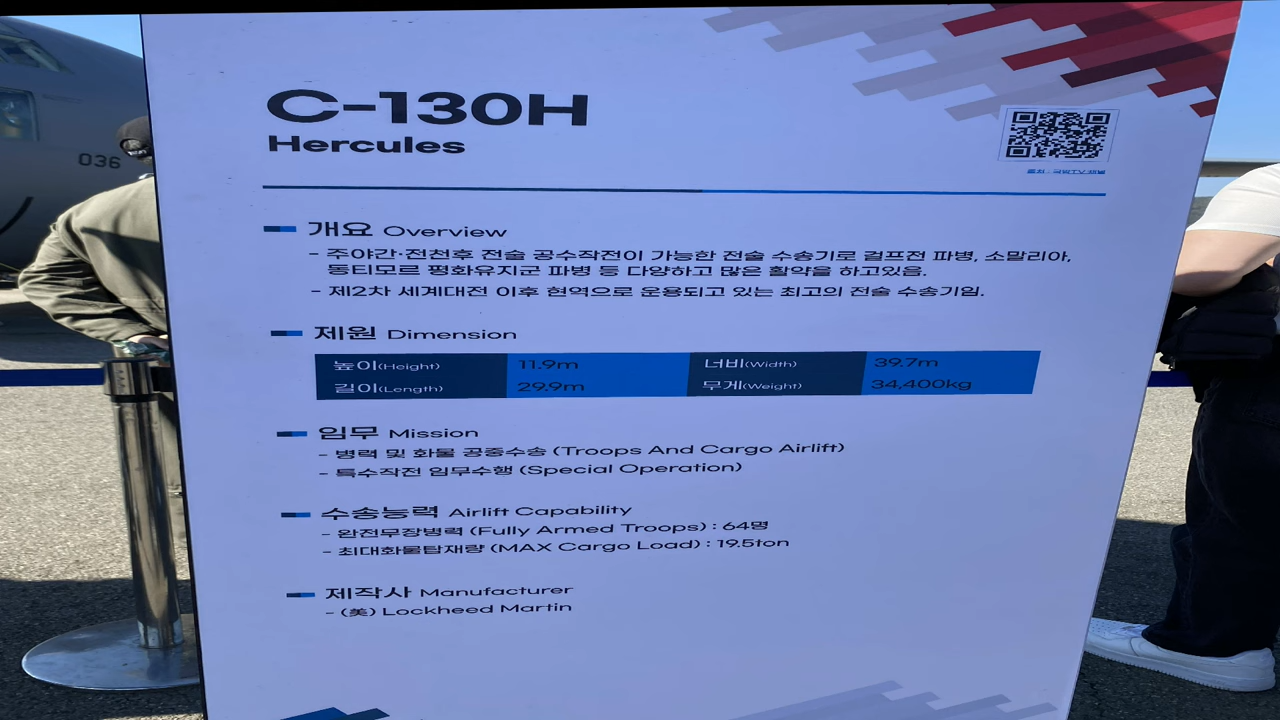 036
C-130H
Hercules
출처 : 국방TV 채널
개요 Overview
- 주야간·전천후 전술 공수작전이 가능한 전술 수송기로 걸프전 파병, 소말리아,
동티모르 평화유지군 파병 등 다양하고 많은 활약을 하고있음.
- 제2차 세계대전 이후 현역으로 운용되고 있는 최고의 전술 수송기임.
제원 Dimension
높이(Height) 11.9m 너비(Width) 39.7m
길이(Length) 29.9m 무게(Weight) 34,400kg
임무 Mission
- 병력 및 화물 공중수송 (Troops And Cargo Airlift)
- 특수작전 임무수행 (Special Operation)
수송능력 Airlift Capability
- 완전무장병력 (Fully Armed Troops) : 64명
- 최대화물탑재량 (MAX Cargo Load) : 19.5ton
제작사 Manufacturer
- (美) Lockheed Martin